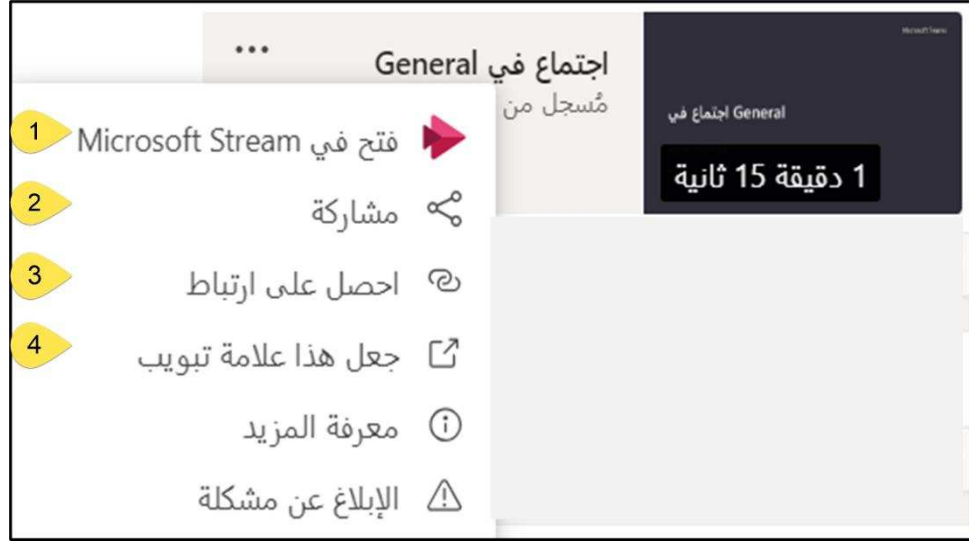 Microsoft Teams
اجتماع في General
مُسجل من
اجتماع في General
1 دقيقة 15 ثانية
1
فتح في Microsoft Stream
2
مشاركة
3
احصل على ارتباط
4
جعل هذا علامة تبويب
معرفة المزيد
الإبلاغ عن مشكلة